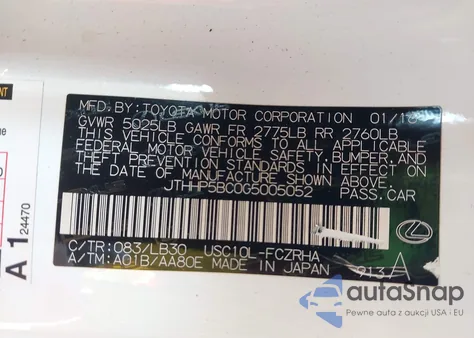 MFD. BY: TOYOTA MOTOR CORPORATION 01/16
GVWR 5025LB GAWR FR 2775LB RR 2760LB
THIS VEHICLE CONFORMS TO ALL APPLICABLE
FEDERAL MOTOR VEHICLE SAFETY, BUMPER, AND
THEFT PREVENTION STANDARDS IN EFFECT ON
THE DATE OF MANUFACTURE SHOWN ABOVE.
JTHHP5BC0G5005052 PASS.CAR
C/TR: 083/LB30 USC10L-FCZRHA
A/TM: A01B/AA80E MADE IN JAPAN 213A
A 1 24470
autoSnap
Pewne auta z aukcji USA i EU